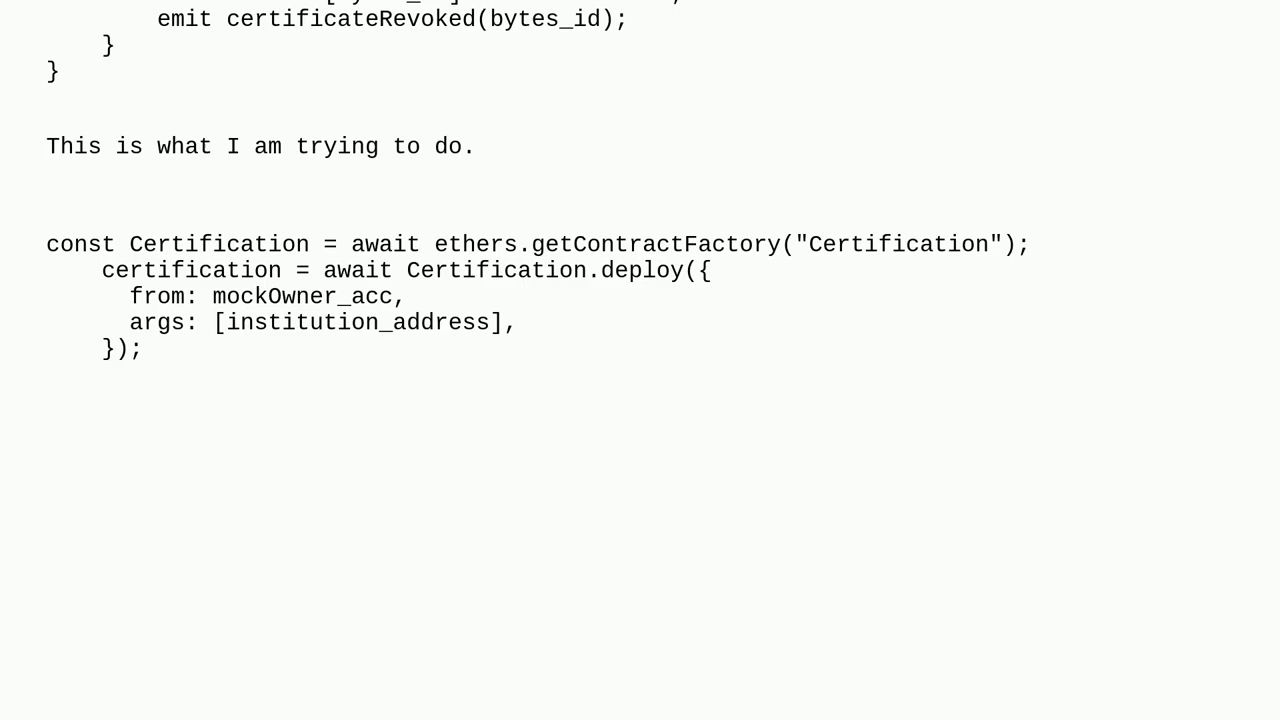 emit certificateRevoked(bytes_id);
    }
}
This is what I am trying to do.
const Certification = await ethers.getContractFactory("Certification");
    certification = await Certification.deploy({
      from: mockOwner_acc,
      args: [institution_address],
    });